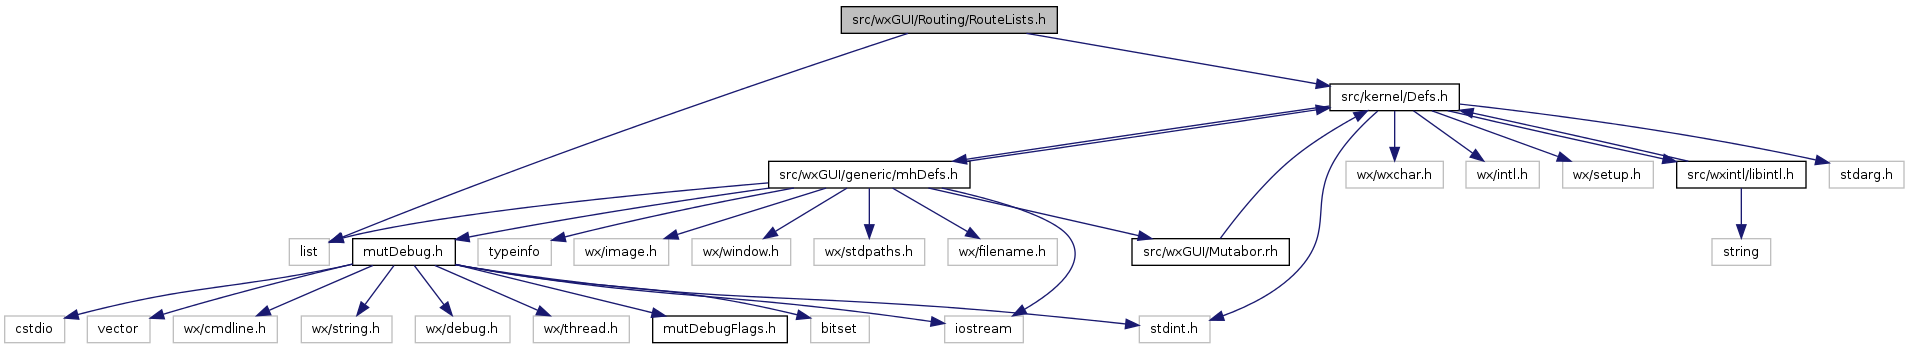 src/wxGUI/Routing/RouteLists.h
src/kernel/Defs.h
src/wxGUI/generic/mhDefs.h
wx/wxchar.h
wx/intl.h
wx/setup.h
src/wxintl/libintl.h
stdarg.h
list
mutDebug.h
typeinfo
wx/image.h
wx/window.h
wx/stdpaths.h
wx/filename.h
src/wxGUI/Mutabor.rh
string
cstdio
vector
wx/cmdline.h
wx/string.h
wx/debug.h
wx/thread.h
mutDebugFlags.h
bitset
iostream
stdint.h